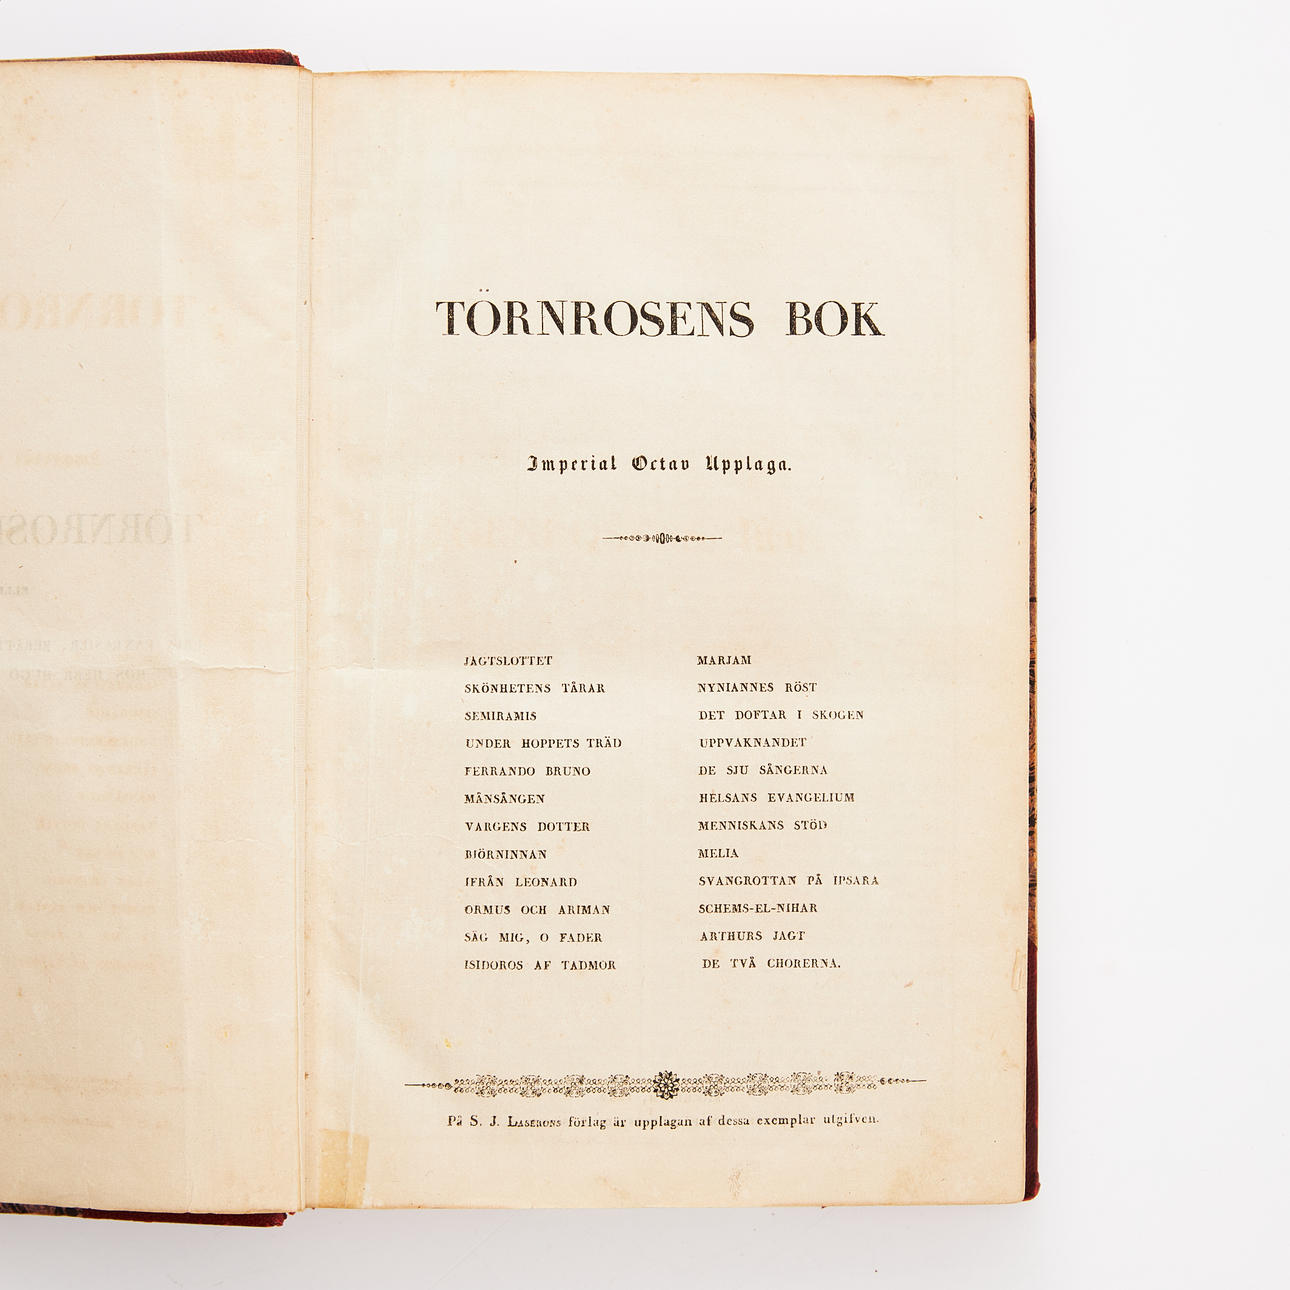 TÖRNROSENS BOK
Imperial Octav Upplaga.
JAGTSLOTTET
SKÖNHETENS TÅRAR
SEMIRAMIS
UNDER HOPPETS TRÄD
FERRANDO BRUNO
MÅNSÅNGEN
VARGENS DOTTER
BJÖRNINNAN
IFRÅN LEONARD
ORMUS OCH ARIMAN
SÄG MIG, O FADER
ISIDOROS AF TADMOR
MARJAM
NYNIANNES RÖST
DET DOFTAR I SKOGEN
UPPVAKNANDET
DE SJU SÅNGERNA
HELSANS EVANGELIUM
MENNISKANS STÖD
MELIA
SVANGROTTAN PÅ IPSARA
SCHEMS-EL-NIHAR
ARTHURS JAGT
DE TVÅ CHORERNA.
På S. J. LASERONS förlag är upplagan af dessa exemplar utgifven.